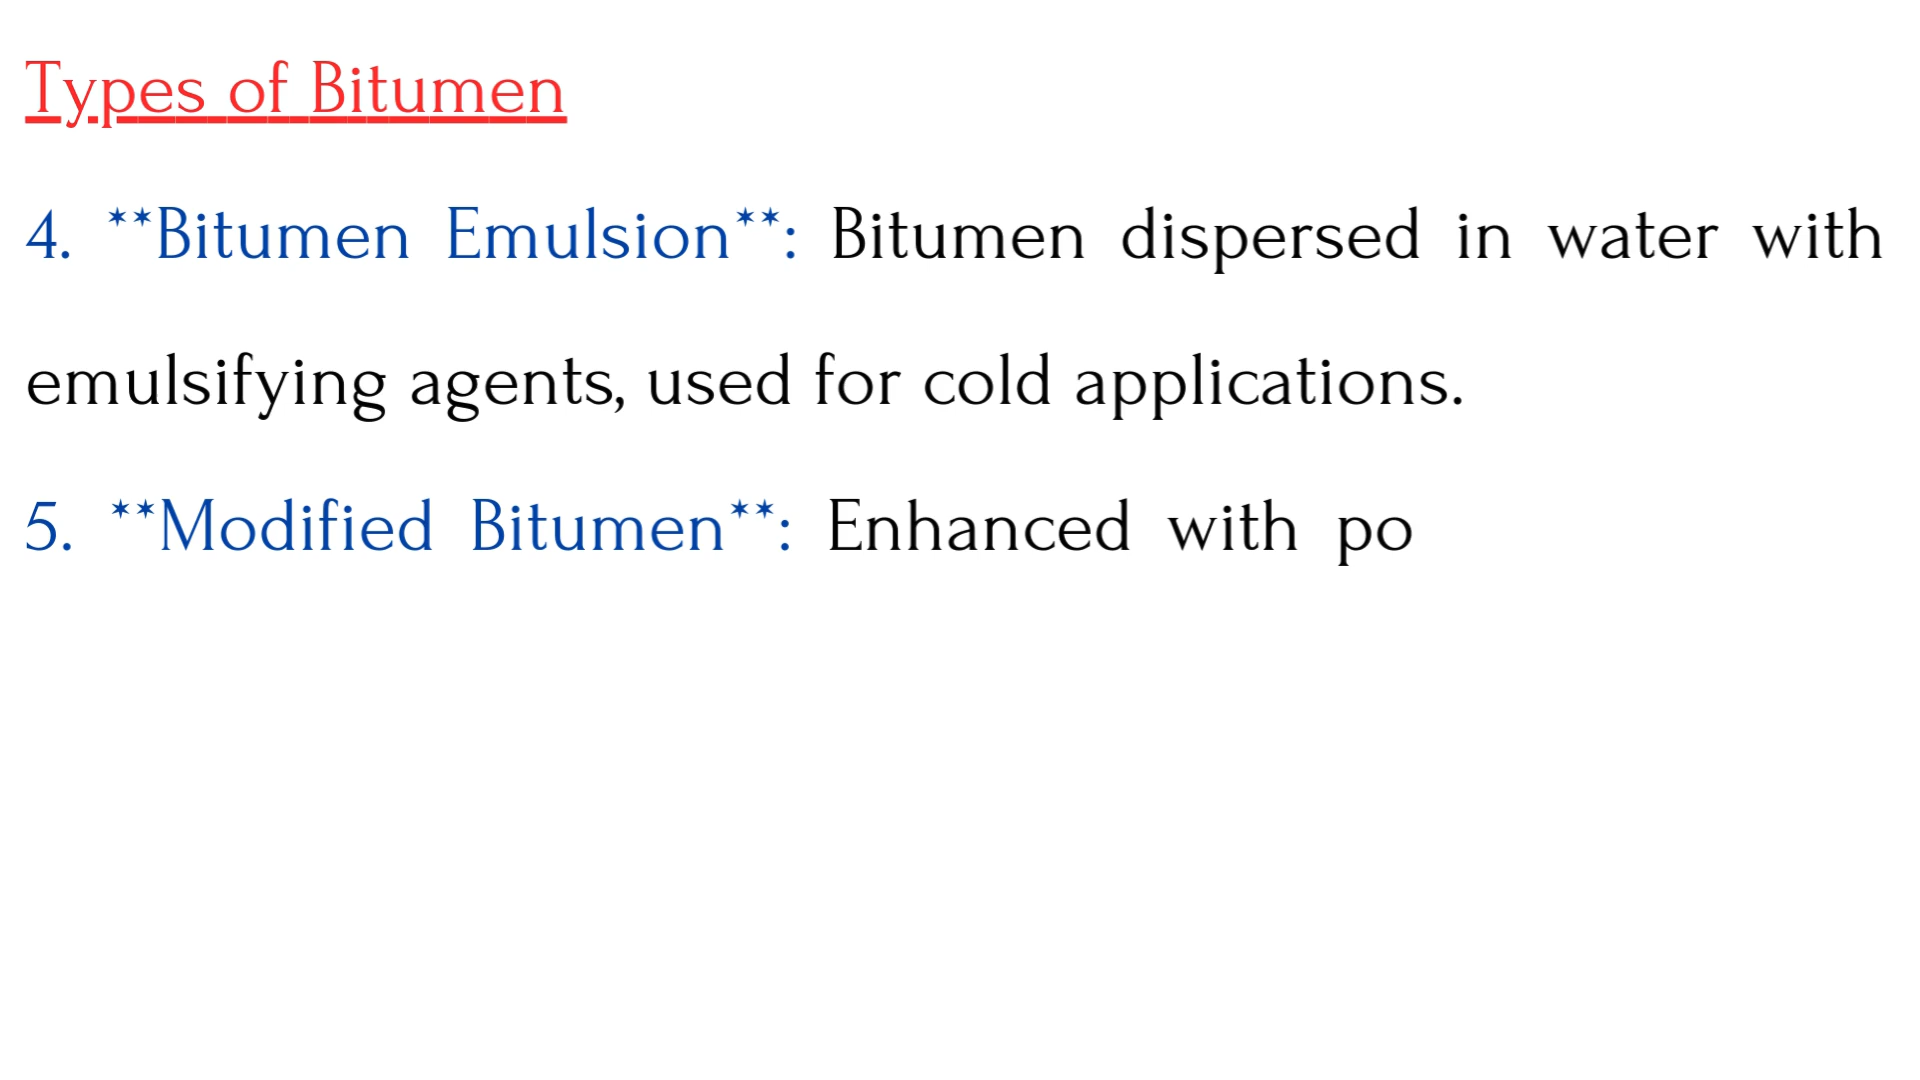 Types of Bitumen
4. **Bitumen Emulsion**: Bitumen dispersed in water with
emulsifying agents, used for cold applications.
5. **Modified Bitumen**: Enhanced with po